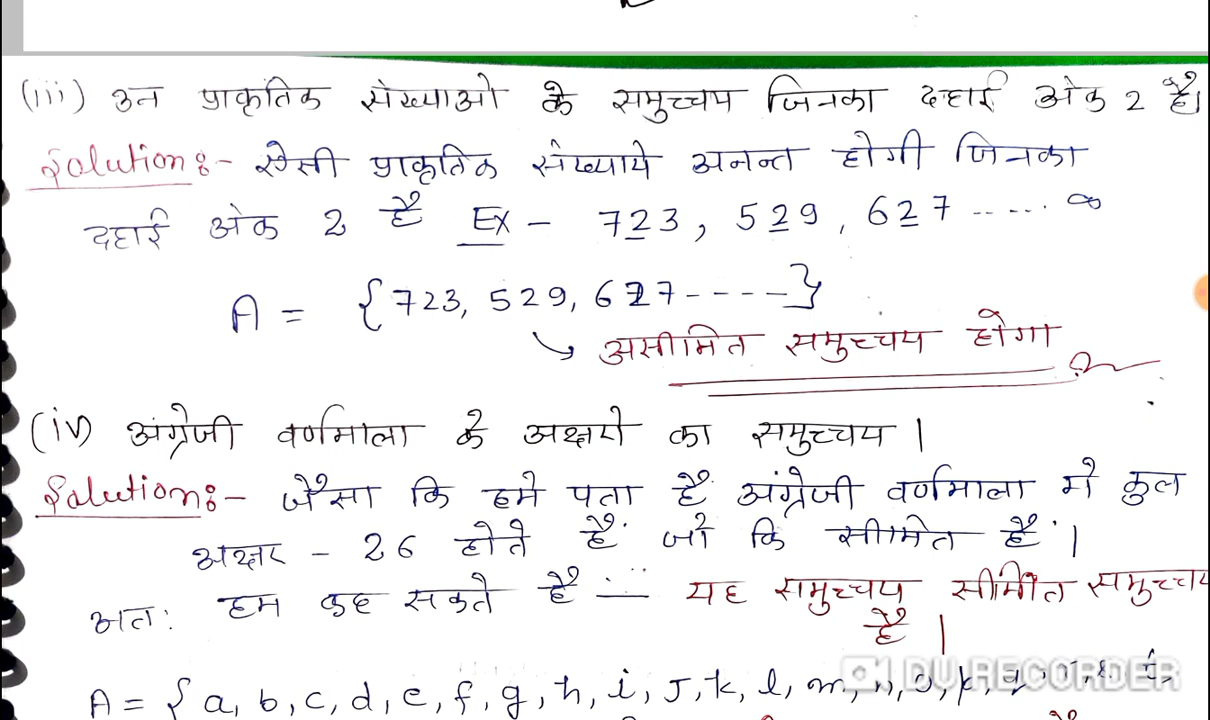 (iii) उन प्राकृतिक संख्याओ के समुच्चय जिनका दहाई अंक 2 है।
Solution:- ऐसी प्राकृतिक संख्याये अनन्त होगी जिनका
दहाई अंक 2 है Ex - 723, 529, 627 ...... ∞
A = {723, 529, 627-----}
असीमित समुच्चय होगा
(iv) अंग्रेजी वर्णमाला के अक्षरो का समुच्चय।
Solution:- जैसा कि हमे पता है अंग्रेजी वर्णमाला मे कुल
अक्षर - 26 होते है जो कि सीमित है।
अतः हम कह सकते है — यह समुच्चय सीमित समुच्चय
है।
A = {a, b, c, d, e, f, g, h, i, J, k, l, m, n, o, p, q, r, s, t
DU RECORDER